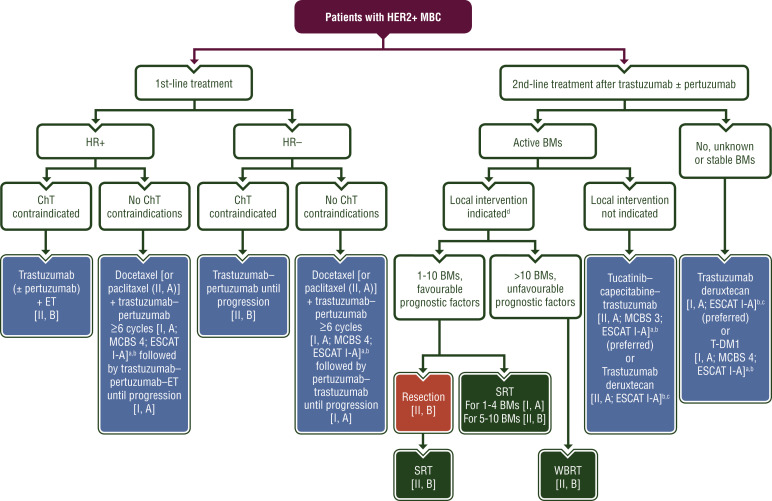 Patients with HER2+ MBC
1st-line treatment
2nd-line treatment after trastuzumab ± pertuzumab
HR+
HR–
Active BMs
No, unknown
or stable BMs
ChT
contraindicated
No ChT
contraindications
ChT
contraindicated
No ChT
contraindications
Local intervention
indicatedᵈ
Local intervention
not indicated
Trastuzumab
(± pertuzumab)
+ ET
[II, B]
Docetaxel [or
paclitaxel (II, A)]
+ trastuzumab–
pertuzumab
≥6 cycles [I, A;
MCBS 4; ESCAT
I-A]ᵃ,ᵇ followed
by trastuzumab–
pertuzumab–ET
until progression
[I, A]
Trastuzumab–
pertuzumab until
progression
[II, B]
Docetaxel [or
paclitaxel (II, A)]
+ trastuzumab–
pertuzumab
≥6 cycles
[I, A; MCBS 4;
ESCAT I-A]ᵃ,ᵇ
followed by
pertuzumab–
trastuzumab
until progression
[I, A]
1-10 BMs,
favourable
prognostic factors
>10 BMs,
unfavourable
prognostic factors
Tucatinib–
capecitabine–
trastuzumab
[II, A; MCBS 3;
ESCAT I-A]ᵃ,ᵇ
(preferred)
or
Trastuzumab
deruxtecan
[II, A; ESCAT I-A]ᵇ,ᶜ
Trastuzumab
deruxtecan
[I, A; ESCAT I-A]ᵇ,ᶜ
(preferred)
or
T-DM1
[I, A; MCBS 4;
ESCAT I-A]ᵃ,ᵇ
Resection
[II, B]
SRT
For 1-4 BMs [I, A]
For 5-10 BMs [II, B]
SRT
[II, B]
WBRT
[II, B]